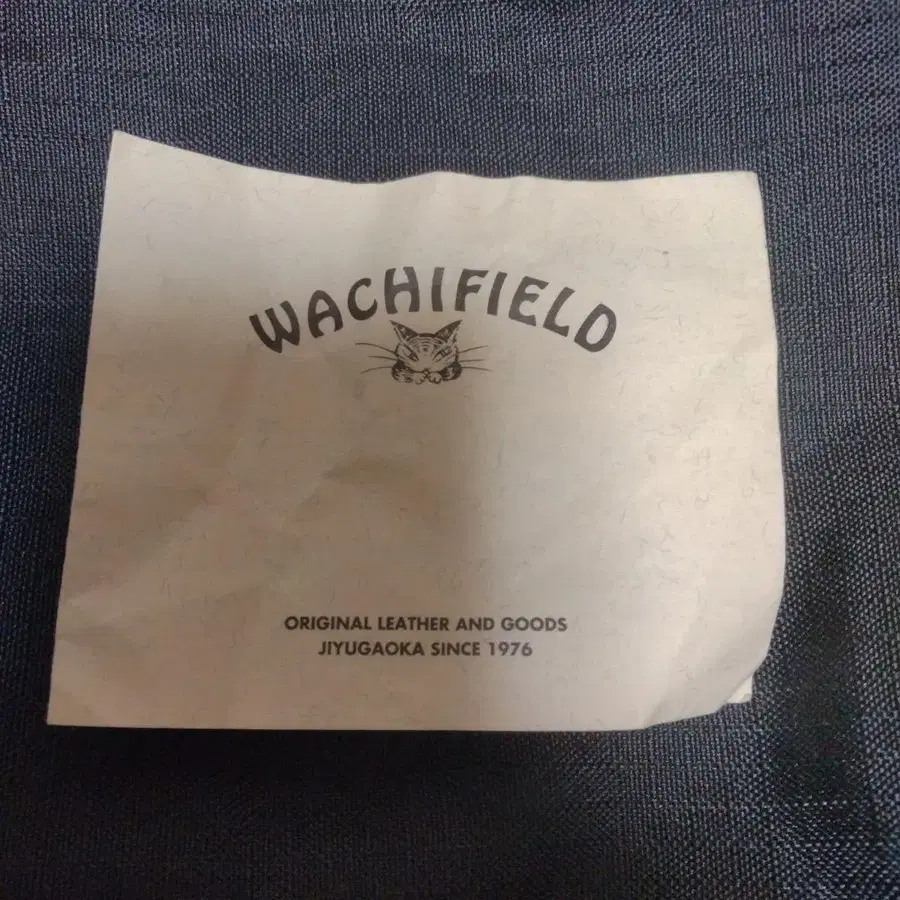 WACHIFIELD
ORIGINAL LEATHER AND GOODS
JIYUGAOKA SINCE 1976